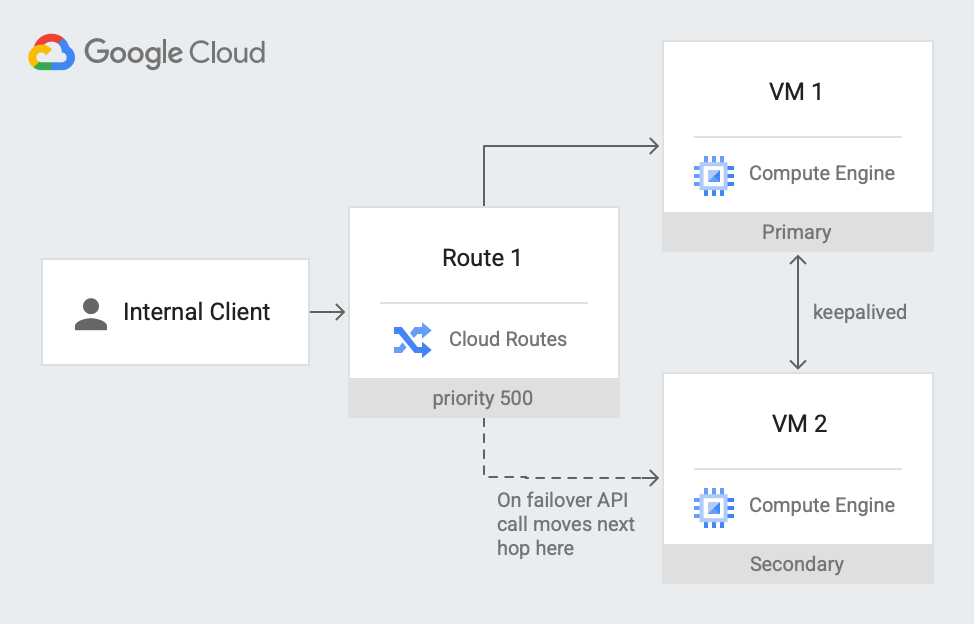 Google Cloud
VM 1
Compute Engine
Primary
Route 1
Cloud Routes
priority 500
Internal Client
keepalived
On failover API
call moves next
hop here
VM 2
Compute Engine
Secondary